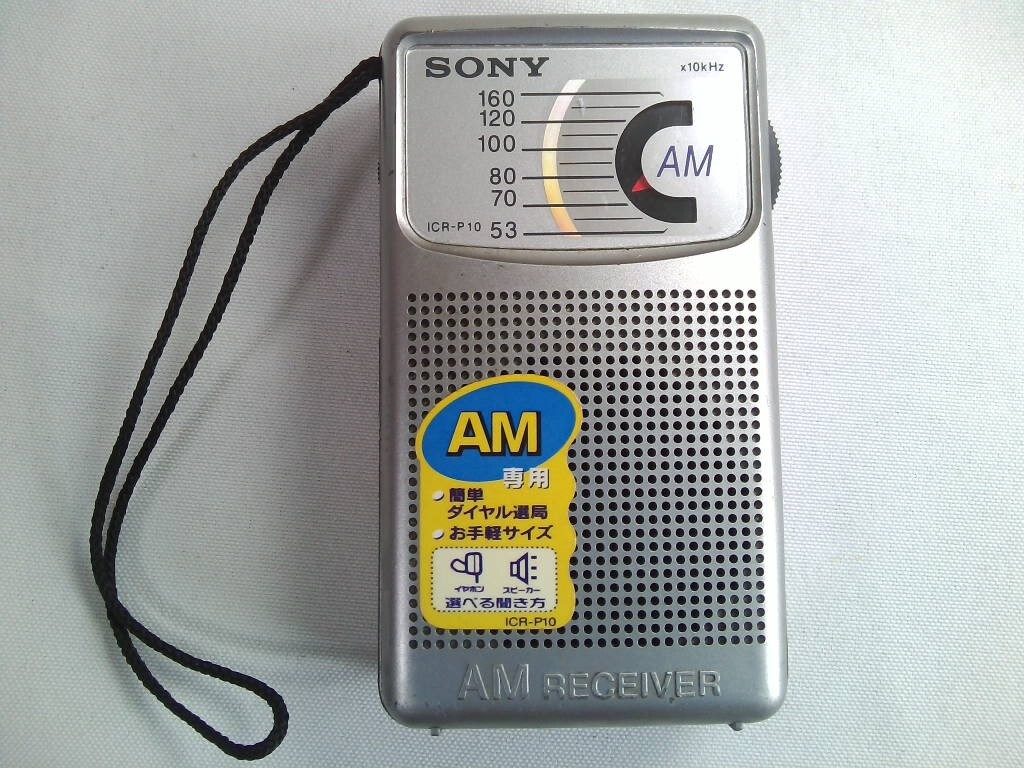 SONY
x10kHz
160
120
100
80
70
ICR-P10 53
AM
AM
専用
簡単
ダイヤル選局
お手軽サイズ
イヤホン スピーカー
選べる聞き方
ICR-P10
AM RECEIVER